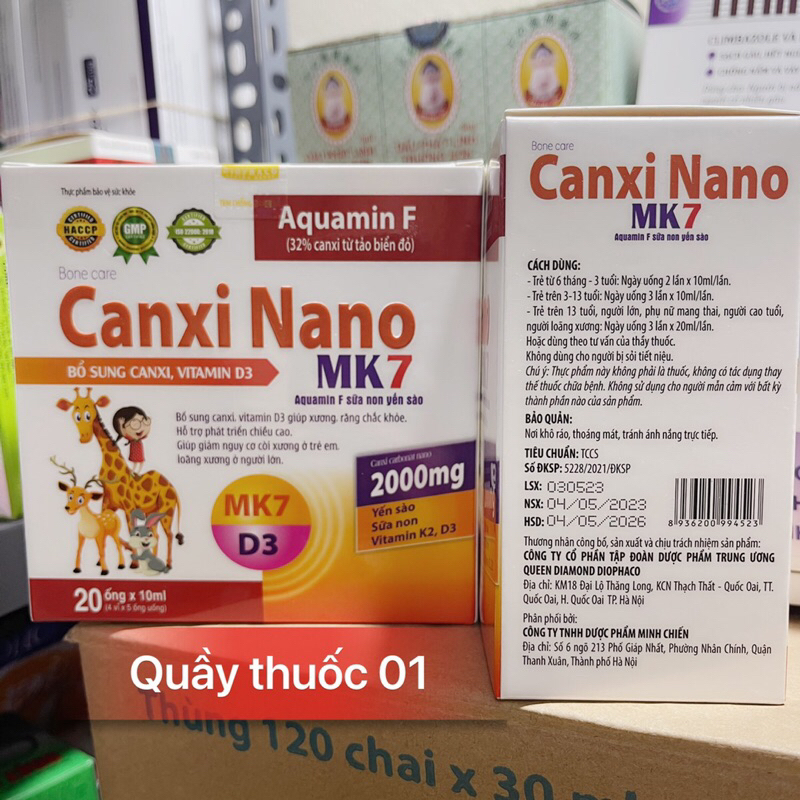 Thực phẩm bảo vệ sức khỏe
HACCP
GMP
ISO 22000: 2018
Aquamin F
(32% canxi từ tảo biển đỏ)
Bone care
Canxi Nano
MK7
BỔ SUNG CANXI, VITAMIN D3
Aquamin F sữa non yến sào
Bổ sung canxi, vitamin D3 giúp xương, răng chắc khỏe.
Hỗ trợ phát triển chiều cao.
Giúp giảm nguy cơ còi xương ở trẻ em,
loãng xương ở người lớn.
Canxi carbonat nano
2000mg
Yến sào
Sữa non
Vitamin K2, D3
MK7
D3
20 ống x 10ml
(4 vỉ x 5 ống uống)
Bone care
Canxi Nano
MK7
Aquamin F sữa non yến sào
CÁCH DÙNG:
- Trẻ từ 6 tháng - 3 tuổi: Ngày uống 2 lần x 10ml/lần.
- Trẻ trên 3-13 tuổi: Ngày uống 3 lần x 10ml/lần.
- Trẻ trên 13 tuổi, người lớn, phụ nữ mang thai, người cao tuổi,
người loãng xương: Ngày uống 3 lần x 20ml/lần.
Hoặc dùng theo tư vấn của thầy thuốc.
Không dùng cho người bị sỏi tiết niệu.
Chú ý: Thực phẩm này không phải là thuốc, không có tác dụng thay
thế thuốc chữa bệnh. Không sử dụng cho người mẫn cảm với bất kỳ
thành phần nào của sản phẩm.
BẢO QUẢN:
Nơi khô ráo, thoáng mát, tránh ánh nắng trực tiếp.
TIÊU CHUẨN: TCCS
Số ĐKSP: 5228/2021/ĐKSP
LSX: 030523
NSX: 04/05/2023
HSD: 04/05/2026
8 936200 994523
Thương nhân công bố, sản xuất và chịu trách nhiệm sản phẩm:
CÔNG TY CỔ PHẦN TẬP ĐOÀN DƯỢC PHẨM TRUNG ƯƠNG
QUEEN DIAMOND DIOPHACO
Địa chỉ: KM18 Đại Lộ Thăng Long, KCN Thạch Thất - Quốc Oai, TT.
Quốc Oai, H. Quốc Oai TP. Hà Nội
Phân phối bởi:
CÔNG TY TNHH DƯỢC PHẨM MINH CHIẾN
Địa chỉ: Số 6 ngõ 213 Phố Giáp Nhất, Phường Nhân Chính, Quận
Thanh Xuân, Thành phố Hà Nội
Quầy thuốc 01
Thùng 120 chai x 30 ml